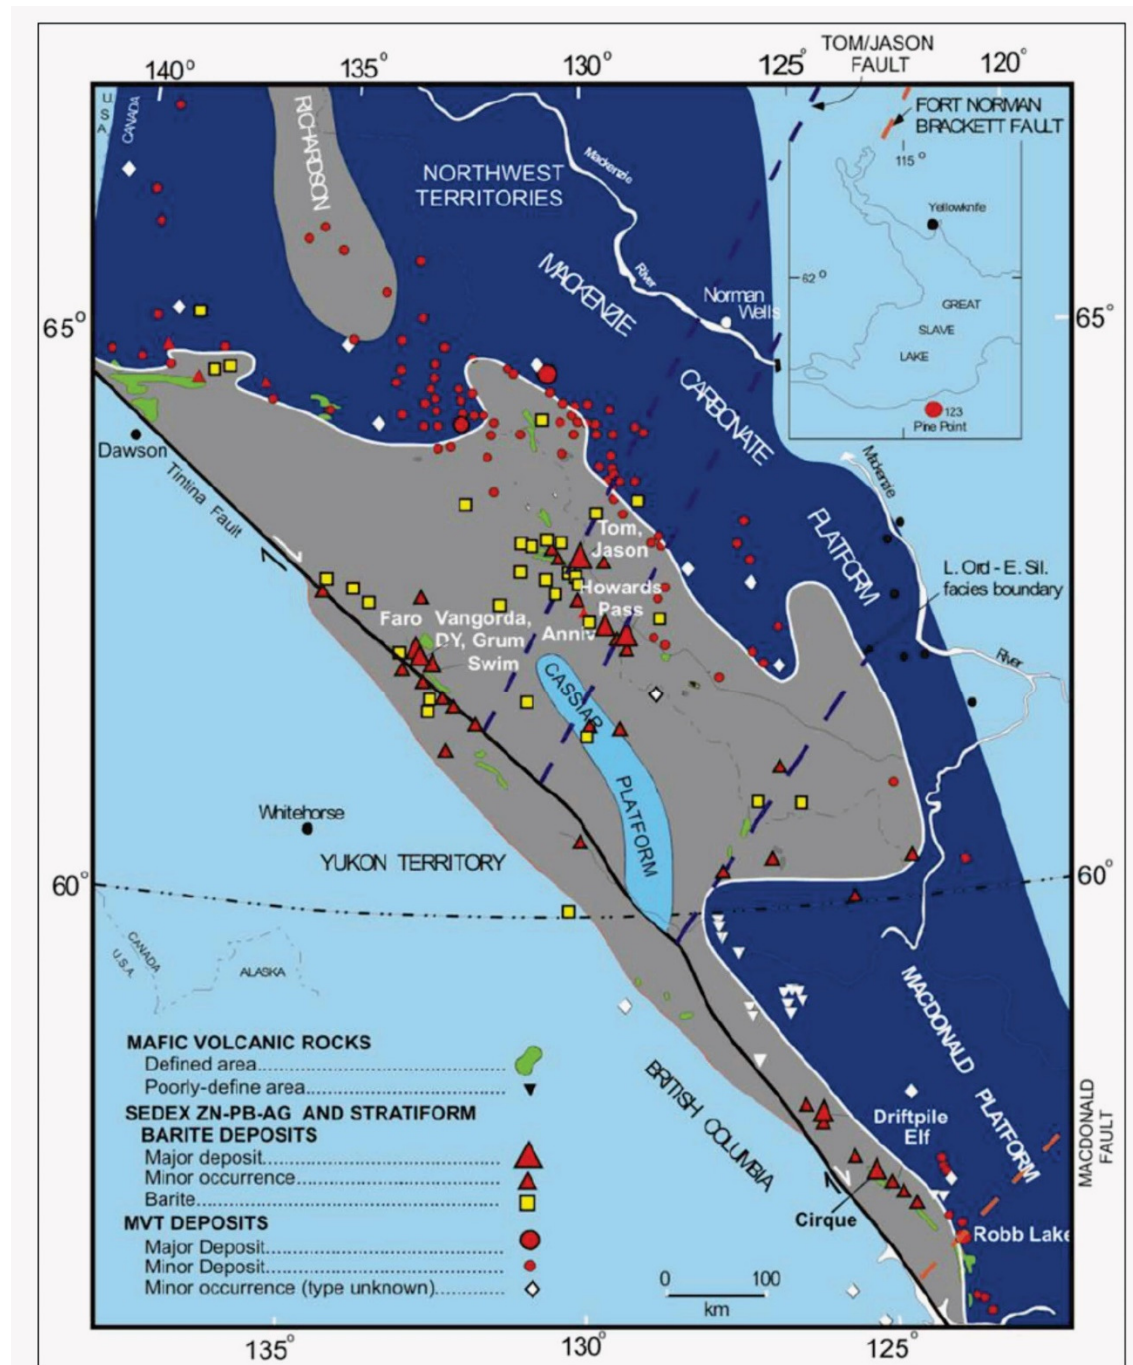 TOM/JASON
FAULT
140°
135°
130°
125°
120°
U
S
A
CANADA
RICHARDSON
FORT NORMAN
BRACKETT FAULT
115°
NORTHWEST
TERRITORIES
Mackenzie
River
Yellowknife
62°
GREAT
SLAVE
LAKE
123
Pine Point
MACKENZIE
Norman
Wells
65°
65°
CARBONATE
PLATFORM
Dawson
Tintina Fault
Mackenzie
Tom,
Jason
L. Ord - E. Sil.
facies boundary
Howards
Pass
Faro
Vangorda,
DY, Grum
Swim
Anniv
River
CASSIAR
PLATFORM
Whitehorse
YUKON TERRITORY
60°
60°
CANADA
U.S.A.
ALASKA
MACDONALD
PLATFORM
BRITISH COLUMBIA
MAFIC VOLCANIC ROCKS
Defined area
Poorly-define area
SEDEX ZN-PB-AG AND STRATIFORM
BARITE DEPOSITS
Major deposit
Minor occurrence
Barite
MVT DEPOSITS
Major Deposit
Minor Deposit
Minor occurrence (type unknown)
Driftpile
Elf
MACDONALD
FAULT
Cirque
Robb Lake
0 100
km
135°
130°
125°